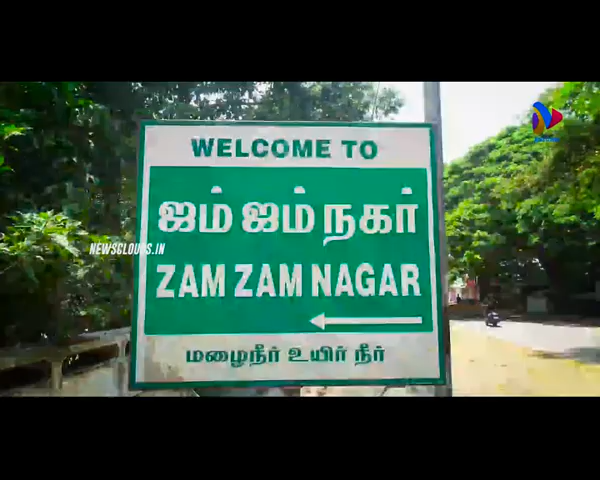 WELCOME TO
ஜம் ஜம் நகர்
NEWSCLOUDS.IN
ZAM ZAM NAGAR
மழைநீர் உயிர் நீர்